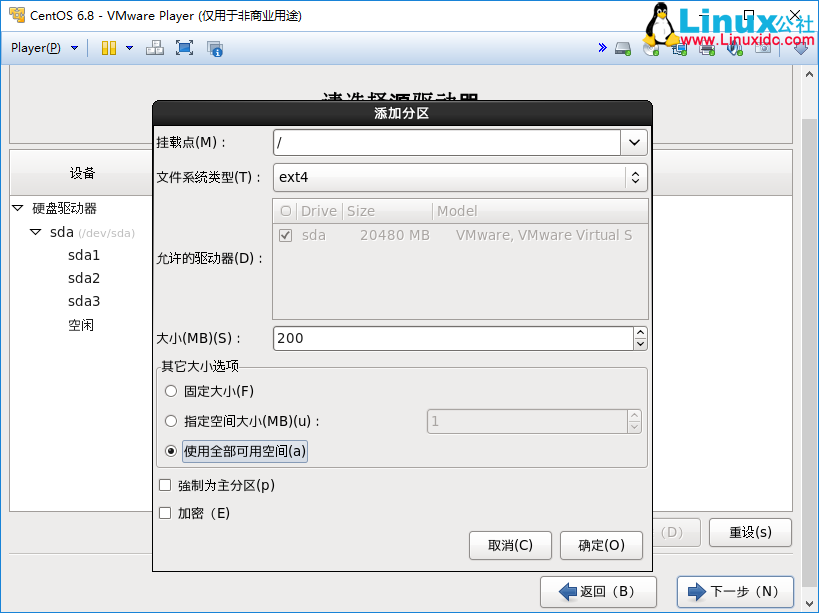 CentOS 6.8 - VMware Player (仅用于非商业用途)
Linux公社
www.Linuxidc.com
Player(P)
请选择源驱动器
添加分区
挂载点(M)：
/
文件系统类型(T)：
ext4
设备
Drive Size Model
sda 20480 MB VMware, VMware Virtual S
允许的驱动器(D)：
硬盘驱动器
sda (/dev/sda)
sda1
sda2
sda3
空闲
大小(MB)(S)：
200
其它大小选项
固定大小(F)
指定空间大小(MB)(u)：
1
使用全部可用空间(a)
強制为主分区(p)
加密（E)
取消(C)
确定(O)
(D)
重设(s)
返回（B）
下一步（N）